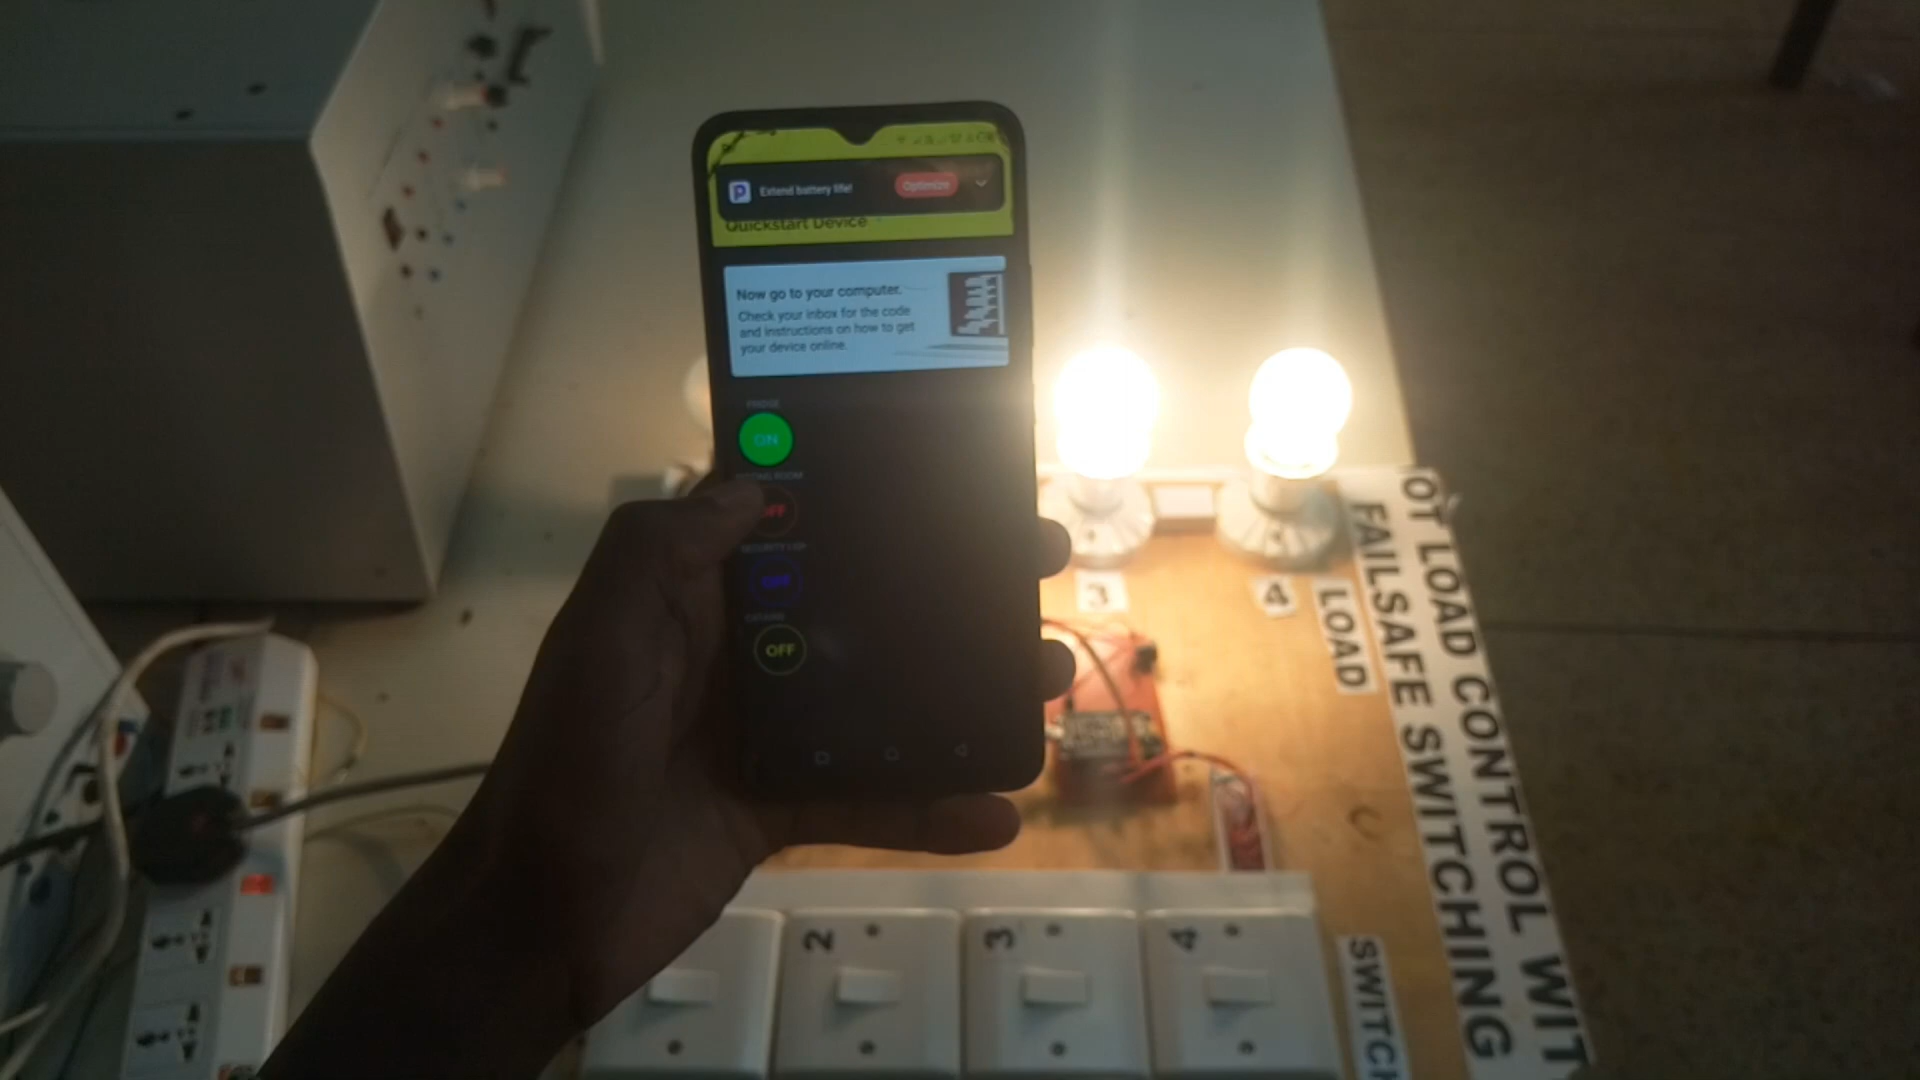 Extend battery life!
Optimize
Quickstart Device
Now go to your computer.
Check your inbox for the code
and instructions on how to get
your device online.
FRIDGE
ON
ROOM
OFF
OFF
3
4
LOAD
OT LOAD CONTROL WIT
FAILSAFE SWITCHING
2
3
4
SWITCH